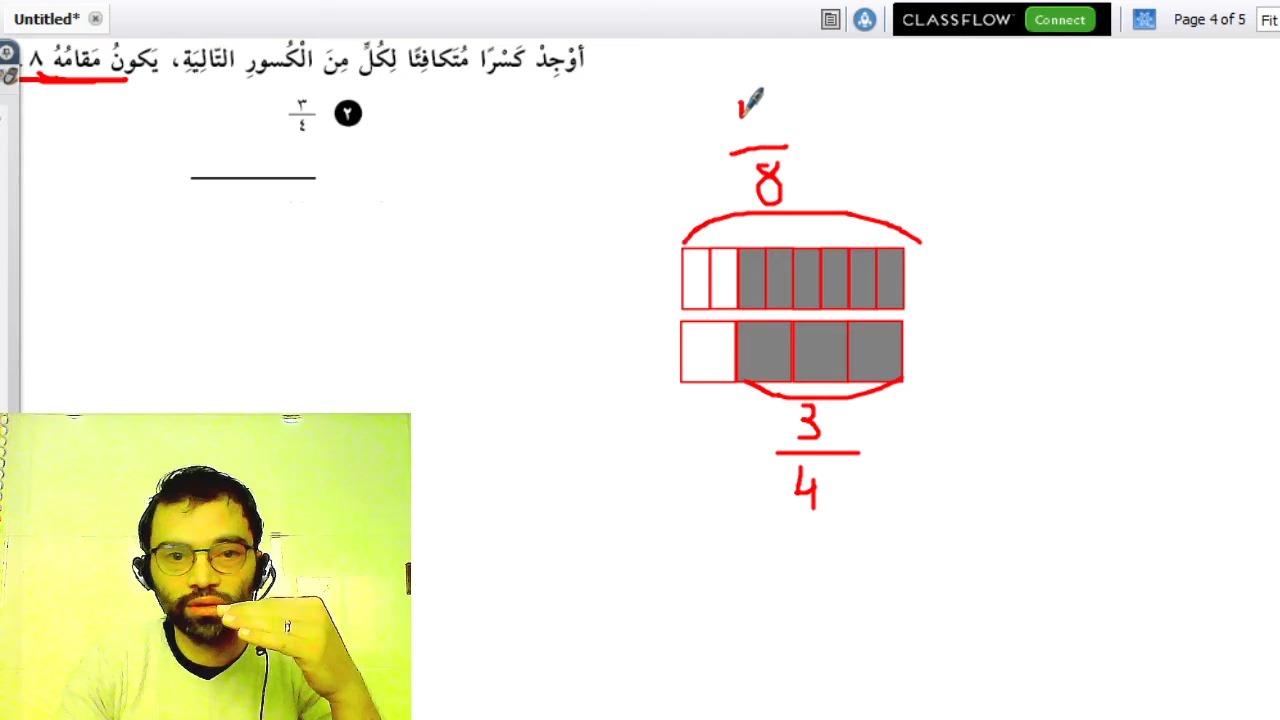 Untitled*
CLASSFLOW Connect
Page 4 of 5
Fit
أوْجِدْ كَسْرًا مُتَكافِئًا لِكُلٍّ مِنَ الْكُسورِ التّالِيَةِ، يَكونُ مَقامُهُ ٨ .
٢ ٣/٤
8
3
4